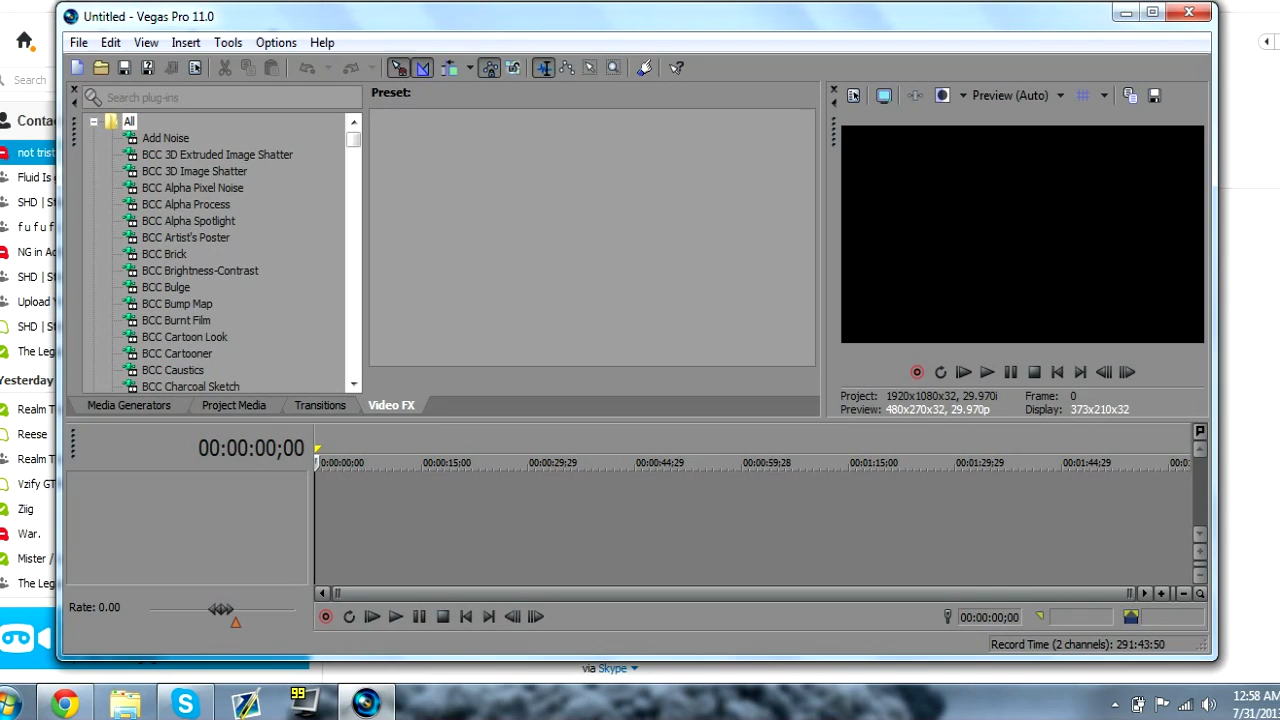 Untitled - Vegas Pro 11.0
File Edit View Insert Tools Options Help
Search
Contac
not trist
Fluid Is
SHD | S
f u f u f
NG in Ac
SHD | St
Upload
SHD | St
The Leg
Yesterday
Realm T
Reese
Realm T
Vzify GT
Ziig
War.
Mister /
The Leg
Search plug-ins
All
Add Noise
BCC 3D Extruded Image Shatter
BCC 3D Image Shatter
BCC Alpha Pixel Noise
BCC Alpha Process
BCC Alpha Spotlight
BCC Artist's Poster
BCC Brick
BCC Brightness-Contrast
BCC Bulge
BCC Bump Map
BCC Burnt Film
BCC Cartoon Look
BCC Cartooner
BCC Caustics
BCC Charcoal Sketch
Preset:
Preview (Auto)
Media Generators Project Media Transitions Video FX
Project: 1920x1080x32, 29.970i Frame: 0
Preview: 480x270x32, 29.970p Display: 373x210x32
00:00:00;00
0:00:00;00 00:00:15;00 00:00:29;29 00:00:44;29 00:00:59;28 00:01:15;00 00:01:29;29 00:01:44;29 00:0
Rate: 0.00
00:00:00;00
Record Time (2 channels): 291:43:50
via Skype
99
12:58 AM
7/31/201